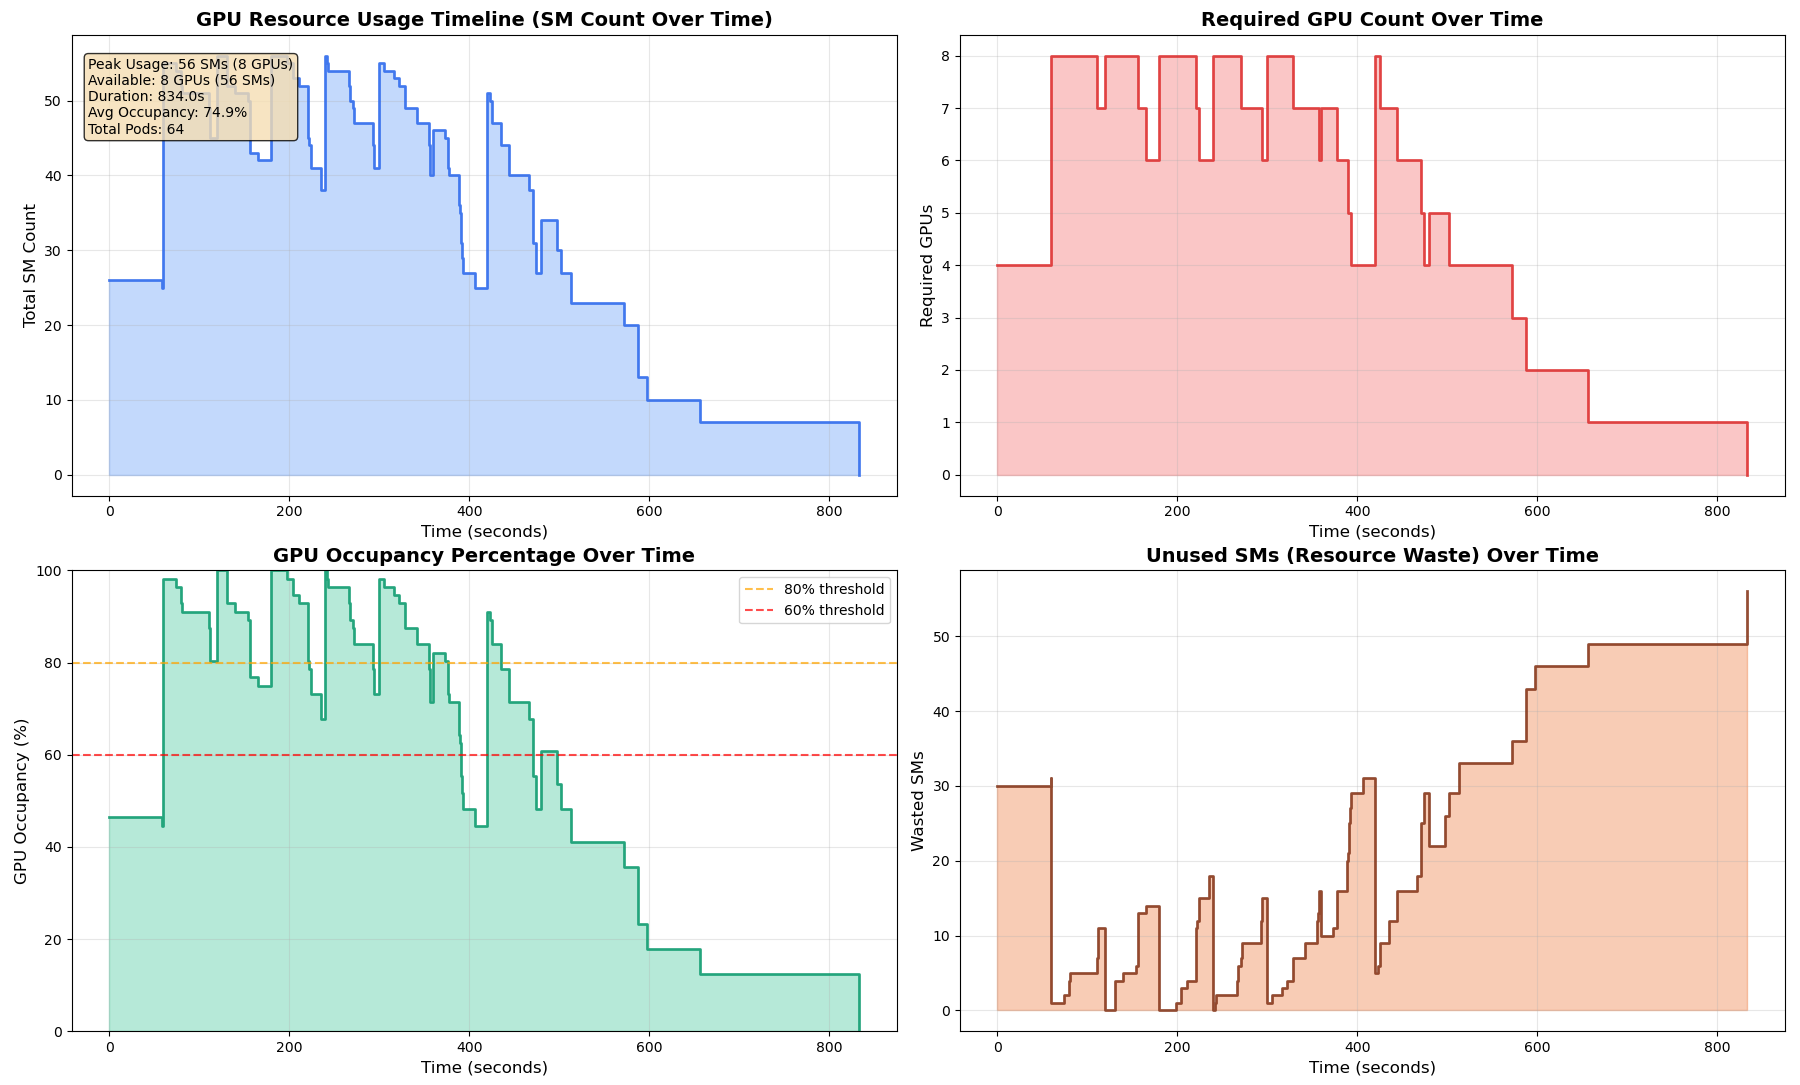 GPU Resource Usage Timeline (SM Count Over Time)
Peak Usage: 56 SMs (8 GPUs)
Available: 8 GPUs (56 SMs)
Duration: 834.0s
Avg Occupancy: 74.9%
Total Pods: 64
Total SM Count
50
40
30
20
10
0
0 200 400 600 800
Time (seconds)
Required GPU Count Over Time
Required GPUs
8
7
6
5
4
3
2
1
0
0 200 400 600 800
Time (seconds)
GPU Occupancy Percentage Over Time
80% threshold
60% threshold
GPU Occupancy (%)
100
80
60
40
20
0
0 200 400 600 800
Time (seconds)
Unused SMs (Resource Waste) Over Time
Wasted SMs
50
40
30
20
10
0
0 200 400 600 800
Time (seconds)